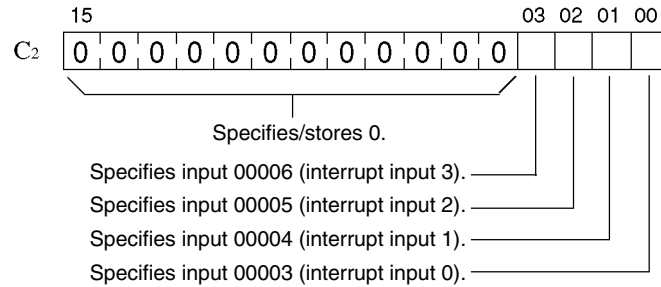 15 03 02 01 00
C2 0 0 0 0 0 0 0 0 0 0 0 0
Specifies/stores 0.
Specifies input 00006 (interrupt input 3).
Specifies input 00005 (interrupt input 2).
Specifies input 00004 (interrupt input 1).
Specifies input 00003 (interrupt input 0).